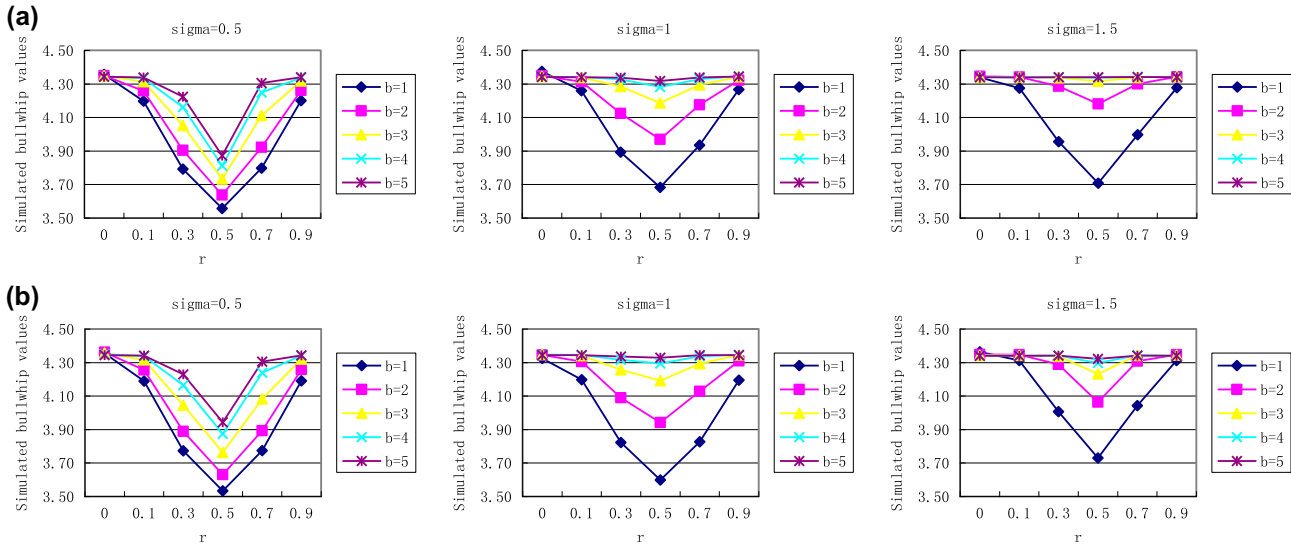 (a)
sigma=0.5
Simulated bullwhip values
4.50
4.30
4.10
3.90
3.70
3.50
0 0.1 0.3 0.5 0.7 0.9
r
b=1
b=2
b=3
b=4
b=5
sigma=1
Simulated bullwhip values
4.50
4.30
4.10
3.90
3.70
3.50
0 0.1 0.3 0.5 0.7 0.9
r
b=1
b=2
b=3
b=4
b=5
sigma=1.5
Simulated bullwhip values
4.50
4.30
4.10
3.90
3.70
3.50
0 0.1 0.3 0.5 0.7 0.9
r
b=1
b=2
b=3
b=4
b=5
(b)
sigma=0.5
Simulated bullwhip values
4.50
4.30
4.10
3.90
3.70
3.50
0 0.1 0.3 0.5 0.7 0.9
r
b=1
b=2
b=3
b=4
b=5
sigma=1
Simulated bullwhip values
4.50
4.30
4.10
3.90
3.70
3.50
0 0.1 0.3 0.5 0.7 0.9
r
b=1
b=2
b=3
b=4
b=5
sigma=1.5
Simulated bullwhip values
4.50
4.30
4.10
3.90
3.70
3.50
0 0.1 0.3 0.5 0.7 0.9
r
b=1
b=2
b=3
b=4
b=5